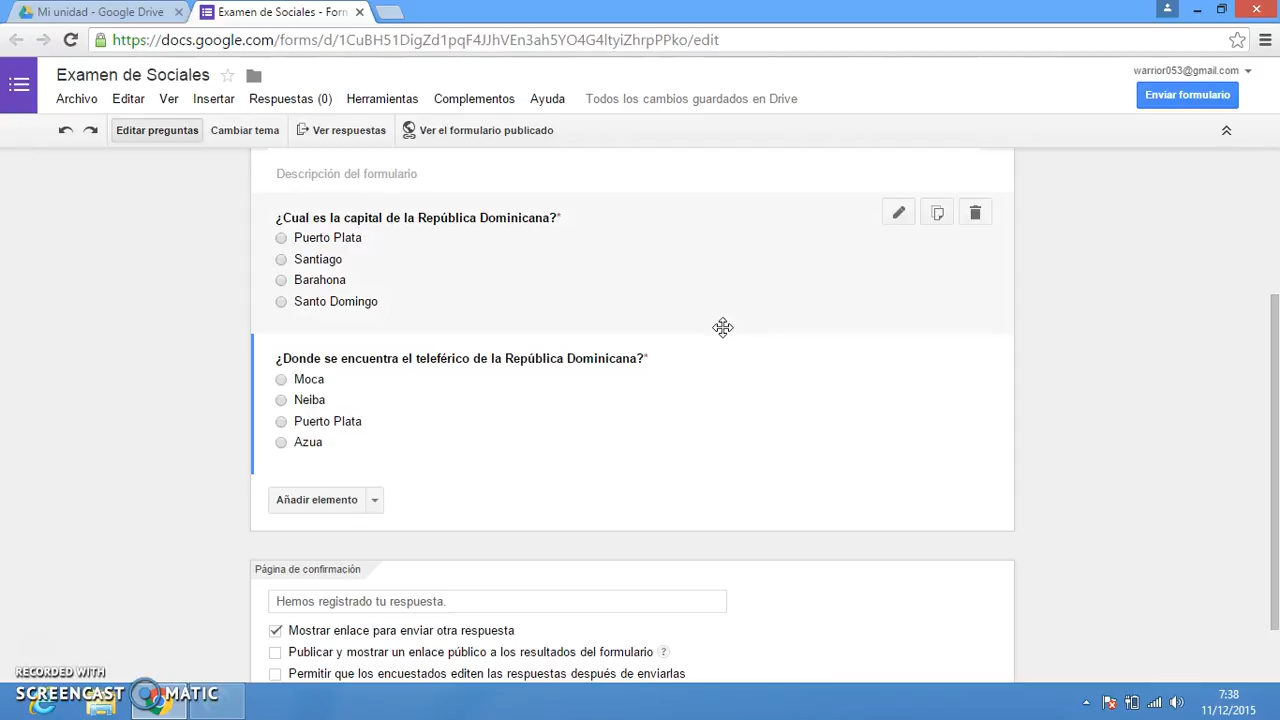 Mi unidad - Google Drive
Examen de Sociales - Forn
https://docs.google.com/forms/d/1CuBH51DigZd1pqF4JJhVEn3ah5YO4G4ltyiZhrpPPko/edit
Examen de Sociales
warrior053@gmail.com
Archivo Editar Ver Insertar Respuestas (0) Herramientas Complementos Ayuda Todos los cambios guardados en Drive
Enviar formulario
Editar preguntas Cambiar tema Ver respuestas Ver el formulario publicado
Descripción del formulario
¿Cual es la capital de la República Dominicana?*
Puerto Plata
Santiago
Barahona
Santo Domingo
¿Donde se encuentra el teleférico de la República Dominicana?*
Moca
Neiba
Puerto Plata
Azua
Añadir elemento
Página de confirmación
Hemos registrado tu respuesta.
Mostrar enlace para enviar otra respuesta
Publicar y mostrar un enlace público a los resultados del formulario ?
Permitir que los encuestados editen las respuestas después de enviarlas
RECORDED WITH
SCREENCAST MATIC
7:38
11/12/2015